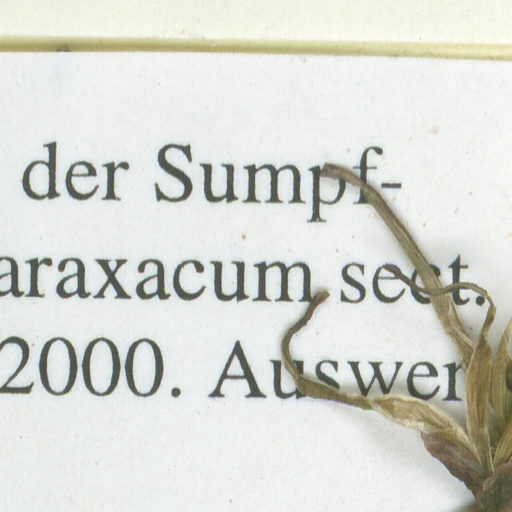 der Sumpf-
araxacum sect.
2000. Auswer